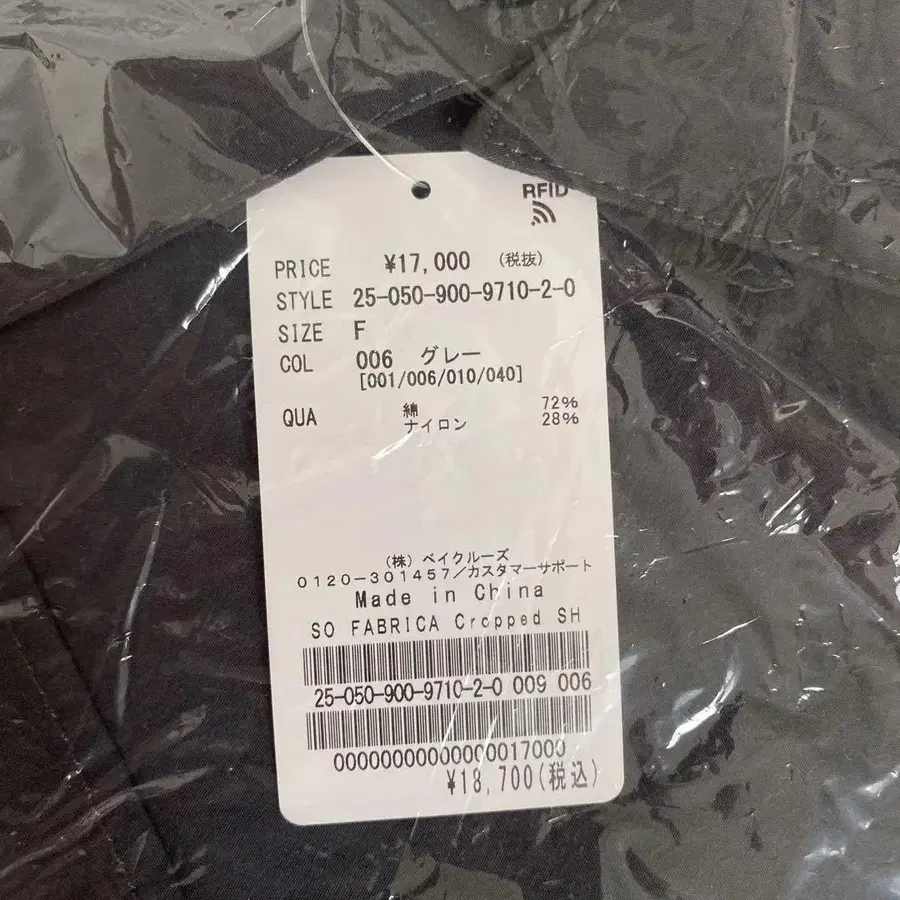 RFID
PRICE ¥17,000 (税抜)
STYLE 25-050-900-9710-2-0
SIZE F
COL 006 グレー
[001/006/010/040]
QUA 綿 72%
ナイロン 28%
(株) ベイクルーズ
0120-301457/カスタマーサポート
Made in China
SO FABRICA Cropped SH
25-050-900-9710-2-0 009 006
00000000000000017000
¥18,700(税込)